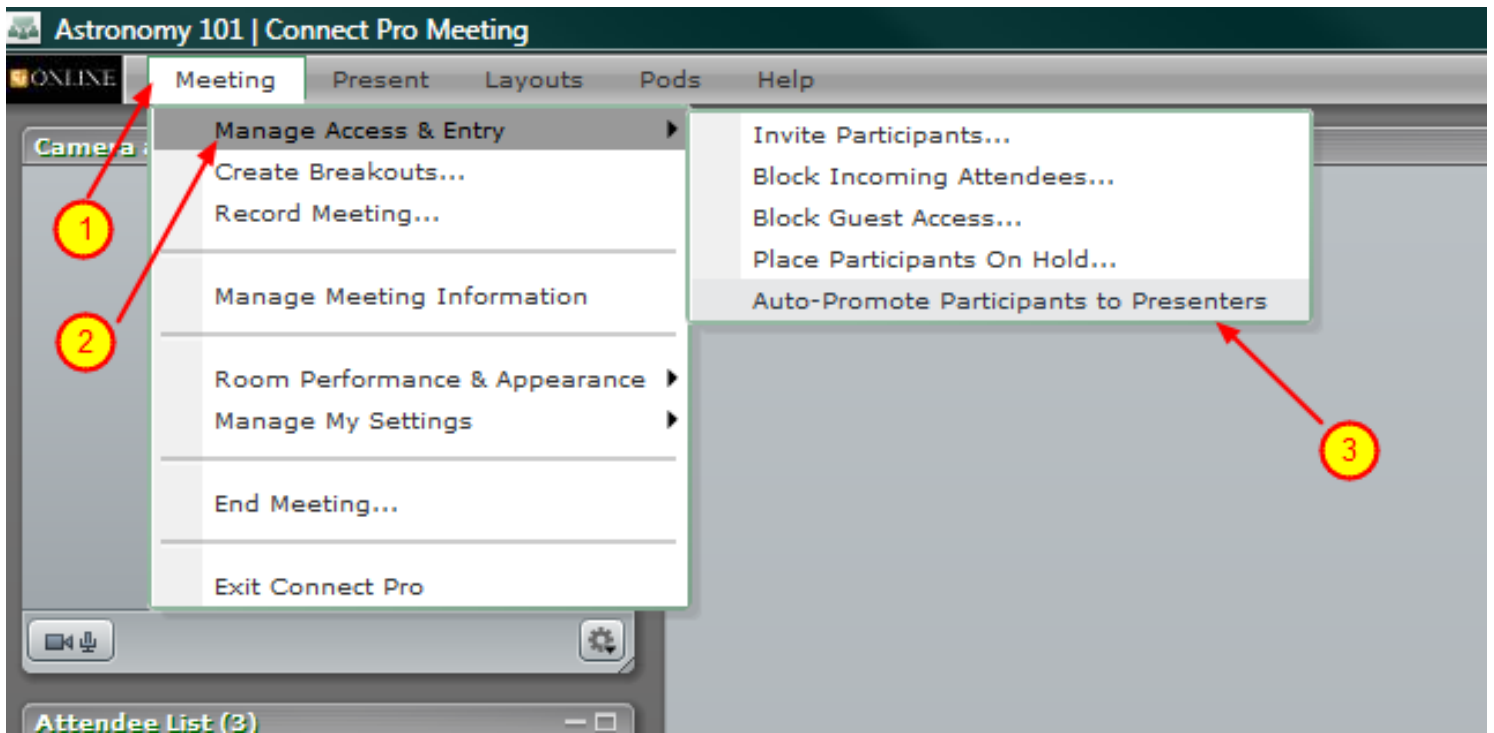 Astronomy 101 | Connect Pro Meeting
ONLINE Meeting Present Layouts Pods Help
Camera
Manage Access & Entry
Create Breakouts...
Record Meeting...
Manage Meeting Information
Room Performance & Appearance
Manage My Settings
End Meeting...
Exit Connect Pro
Invite Participants...
Block Incoming Attendees...
Block Guest Access...
Place Participants On Hold...
Auto-Promote Participants to Presenters
1
2
3
Attendee List (3)